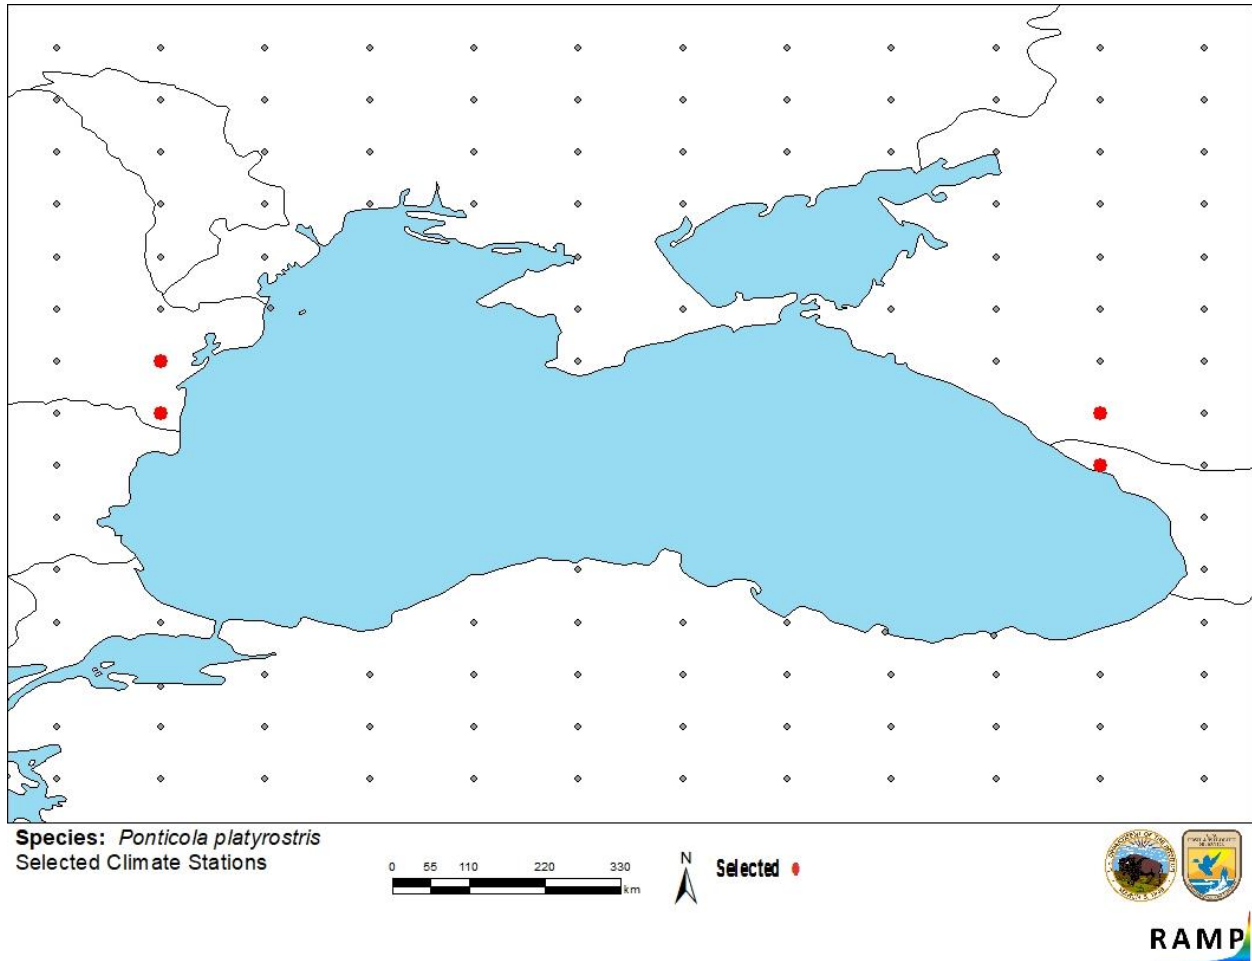 Species: Ponticola platyrostris
Selected Climate Stations
0 55 110 220 330
km
N
Selected
RAMP